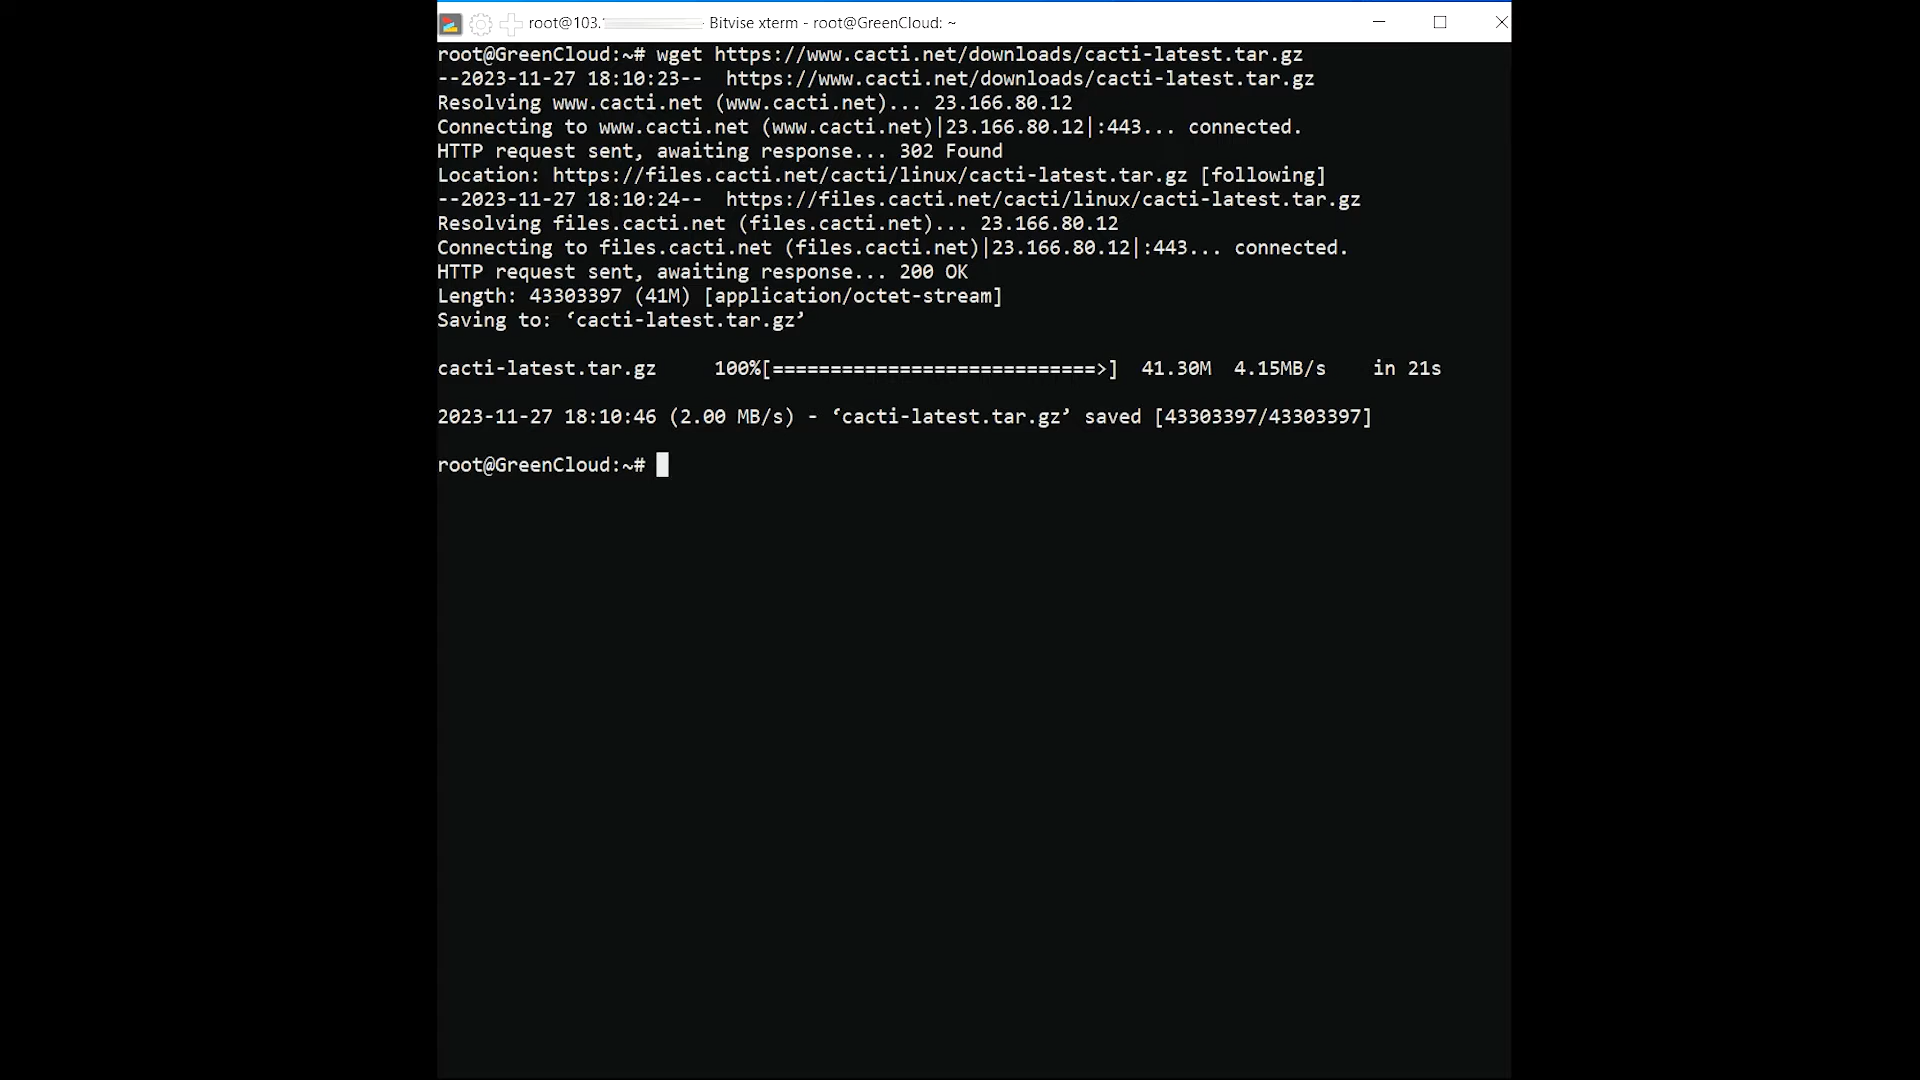 root@103. - Bitvise xterm - root@GreenCloud: ~
root@GreenCloud:~# wget https://www.cacti.net/downloads/cacti-latest.tar.gz
--2023-11-27 18:10:23--  https://www.cacti.net/downloads/cacti-latest.tar.gz
Resolving www.cacti.net (www.cacti.net)... 23.166.80.12
Connecting to www.cacti.net (www.cacti.net)|23.166.80.12|:443... connected.
HTTP request sent, awaiting response... 302 Found
Location: https://files.cacti.net/cacti/linux/cacti-latest.tar.gz [following]
--2023-11-27 18:10:24--  https://files.cacti.net/cacti/linux/cacti-latest.tar.gz
Resolving files.cacti.net (files.cacti.net)... 23.166.80.12
Connecting to files.cacti.net (files.cacti.net)|23.166.80.12|:443... connected.
HTTP request sent, awaiting response... 200 OK
Length: 43303397 (41M) [application/octet-stream]
Saving to: ‘cacti-latest.tar.gz’
cacti-latest.tar.gz     100%[============================>]  41.30M  4.15MB/s    in 21s
2023-11-27 18:10:46 (2.00 MB/s) - ‘cacti-latest.tar.gz’ saved [43303397/43303397]
root@GreenCloud:~#